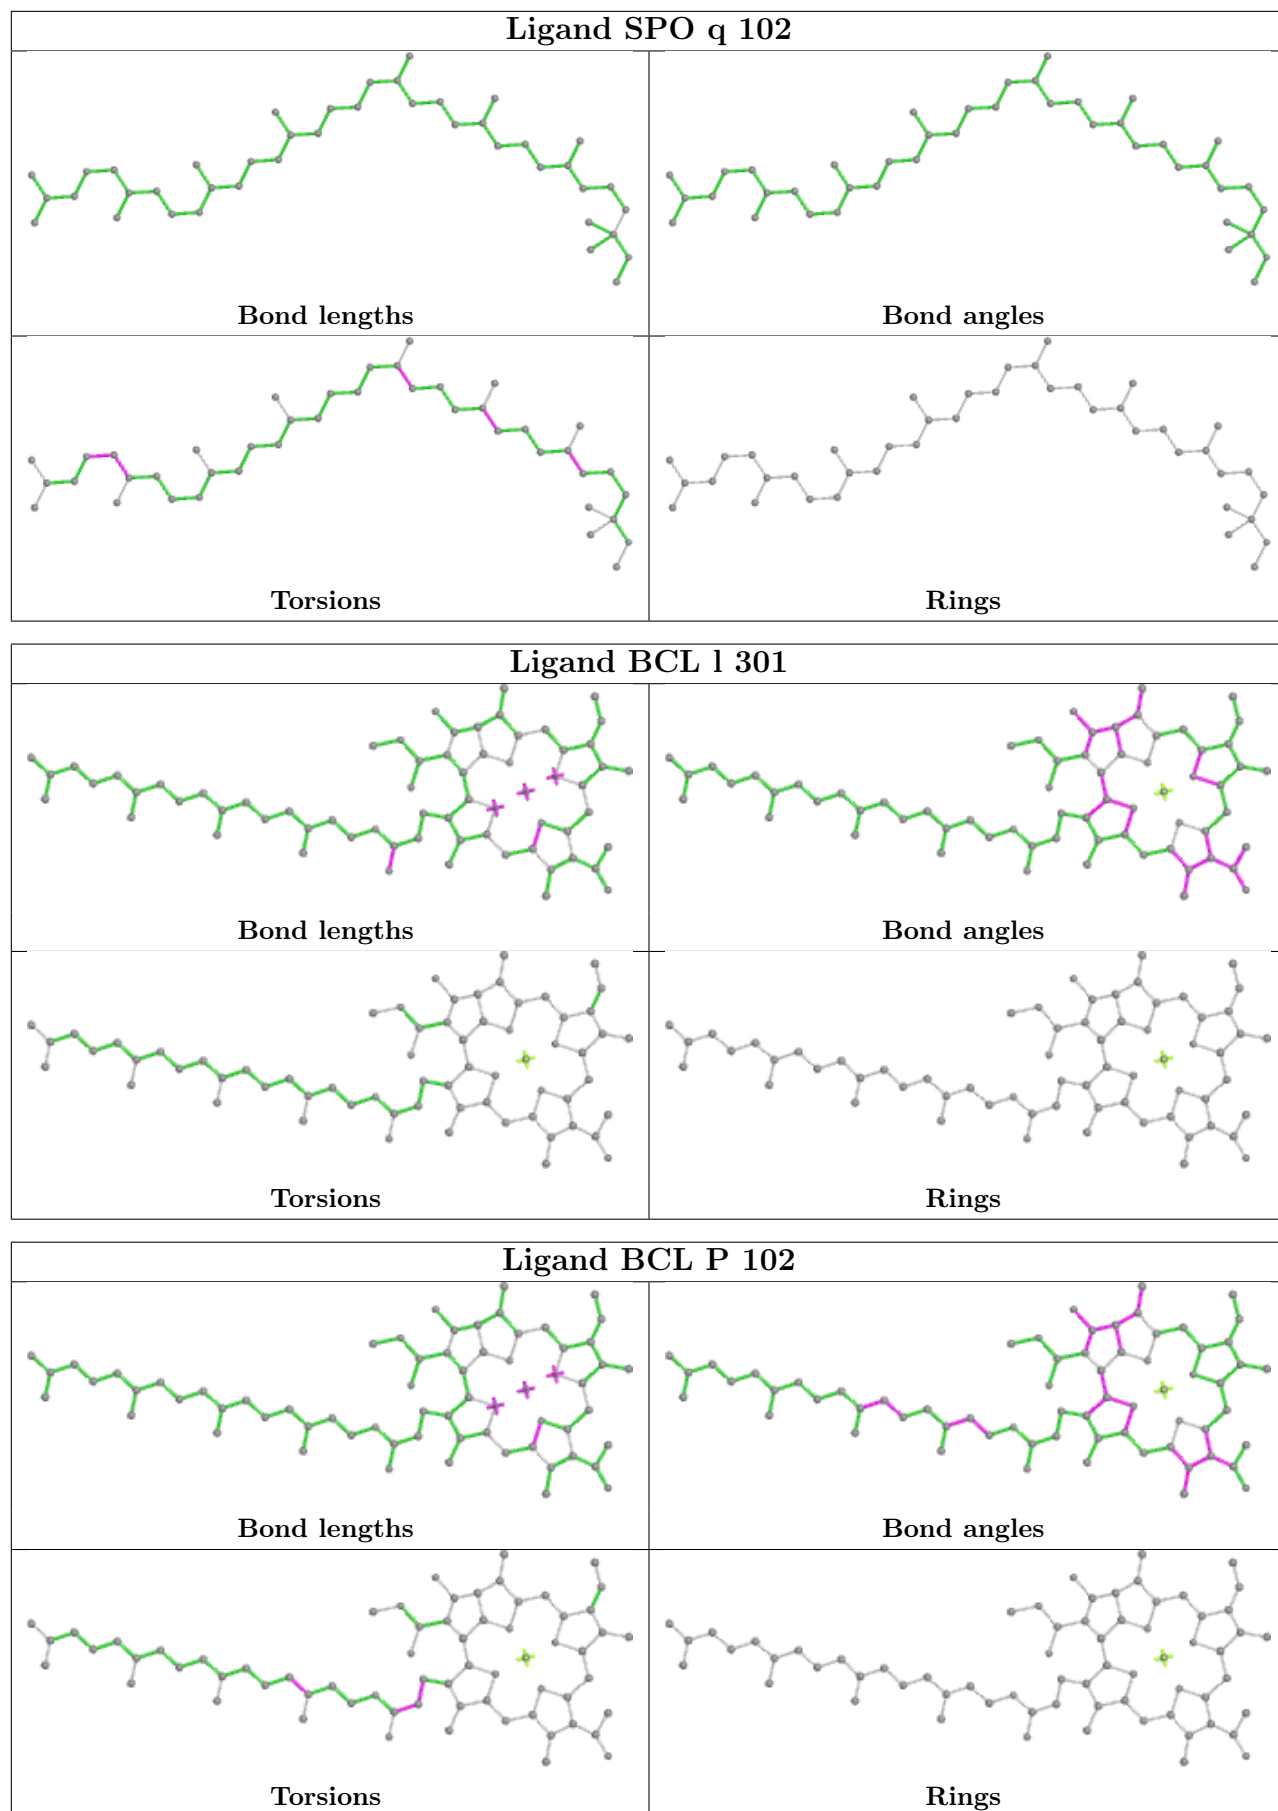 Ligand SPO q 102
Bond lengths
Bond angles
Torsions
Rings
Ligand BCL l 301
Bond lengths
Bond angles
Torsions
Rings
Ligand BCL P 102
Bond lengths
Bond angles
Torsions
Rings